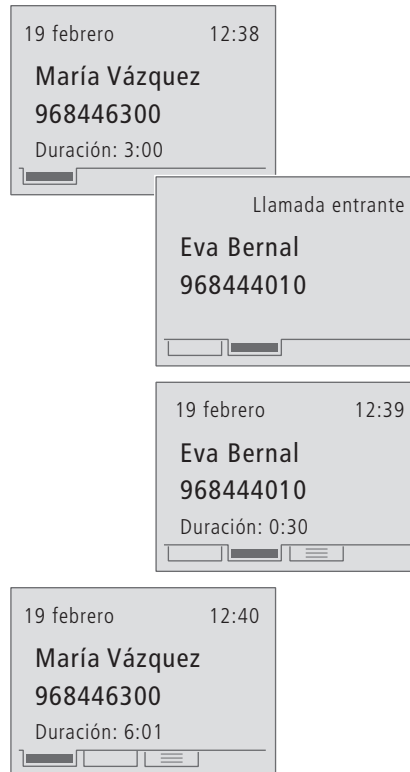 19 febrero 12:38
María Vázquez
968446300
Duración: 3:00
Llamada entrante
Eva Bernal
968444010
19 febrero 12:39
Eva Bernal
968444010
Duración: 0:30
19 febrero 12:40
María Vázquez
968446300
Duración: 6:01